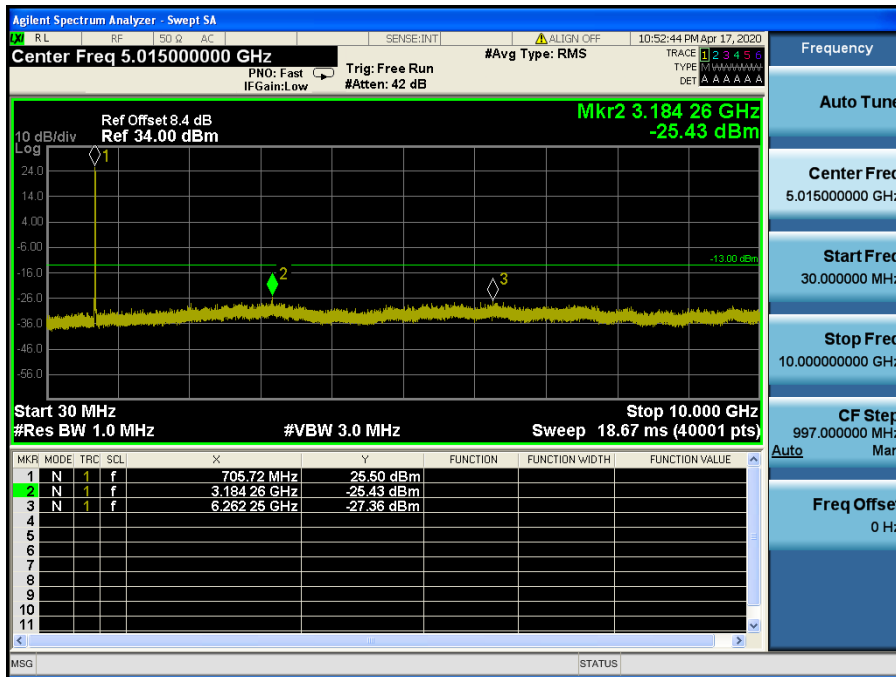 Agilent Spectrum Analyzer - Swept SA
LXI RL RF 50 Ω AC SENSE:INT ALIGN OFF 10:52:44 PM Apr 17, 2020
Center Freq 5.015000000 GHz #Avg Type: RMS TRACE 1 2 3 4 5 6
PNO: Fast Trig: Free Run TYPE M WWWWW
IFGain:Low #Atten: 42 dB DET A A A A A A
Mkr2 3.184 26 GHz
Ref Offset 8.4 dB
10 dB/div Ref 34.00 dBm -25.43 dBm
Log
1
24.0
14.0
4.00
-6.00
-13.00 dBm
-16.0
2
3
-26.0
-36.0
-46.0
-56.0
Start 30 MHz Stop 10.000 GHz
#Res BW 1.0 MHz #VBW 3.0 MHz Sweep 18.67 ms (40001 pts)
MKR MODE TRC SCL X Y FUNCTION FUNCTION WIDTH FUNCTION VALUE
1 N 1 f 705.72 MHz 25.50 dBm
2 N 1 f 3.184 26 GHz -25.43 dBm
3 N 1 f 6.262 25 GHz -27.36 dBm
4
5
6
7
8
9
10
11
MSG STATUS
Frequency
Auto Tune
Center Freq
5.015000000 GHz
Start Freq
30.000000 MHz
Stop Freq
10.000000000 GHz
CF Step
997.000000 MHz
Auto Man
Freq Offset
0 Hz